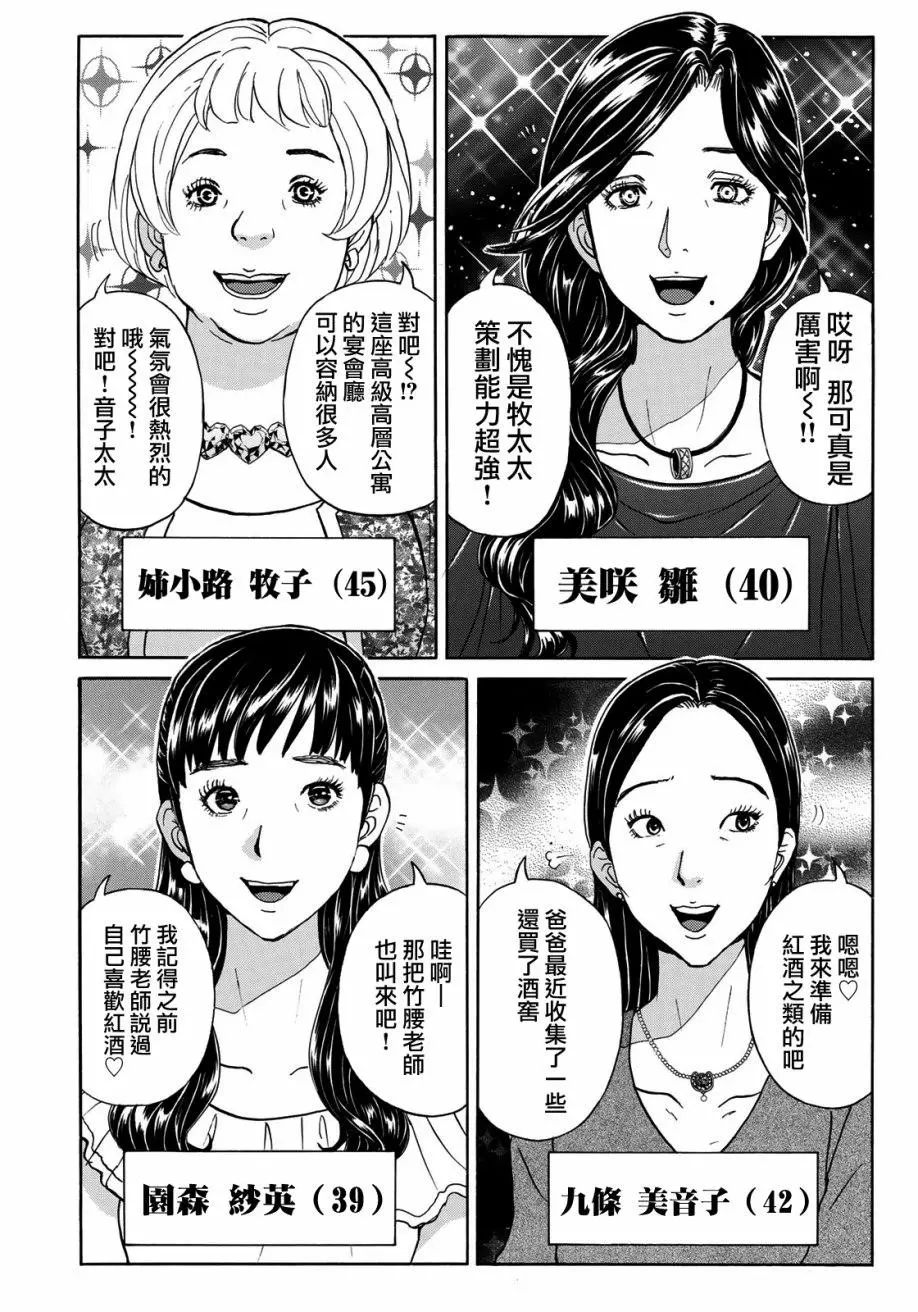 哎呀 那可真是
厲害啊~!!
不愧是牧太太
策劃能力超強！
美咲 雛（40）
對吧~!?
這座高級高層公寓
的宴會廳
可以容納很多人
氣氛會很熱烈的
哦~~~~~！
對吧！音子太太
姉小路 牧子（45）
嗯嗯♡
我來準備
紅酒之類的吧
爸爸最近收集了一些
還買了酒窖
九條 美音子（42）
哇啊—
那把竹腰老師
也叫來吧！
我記得之前
竹腰老師説過
自己喜歡紅酒♡
園森 紗英（39）